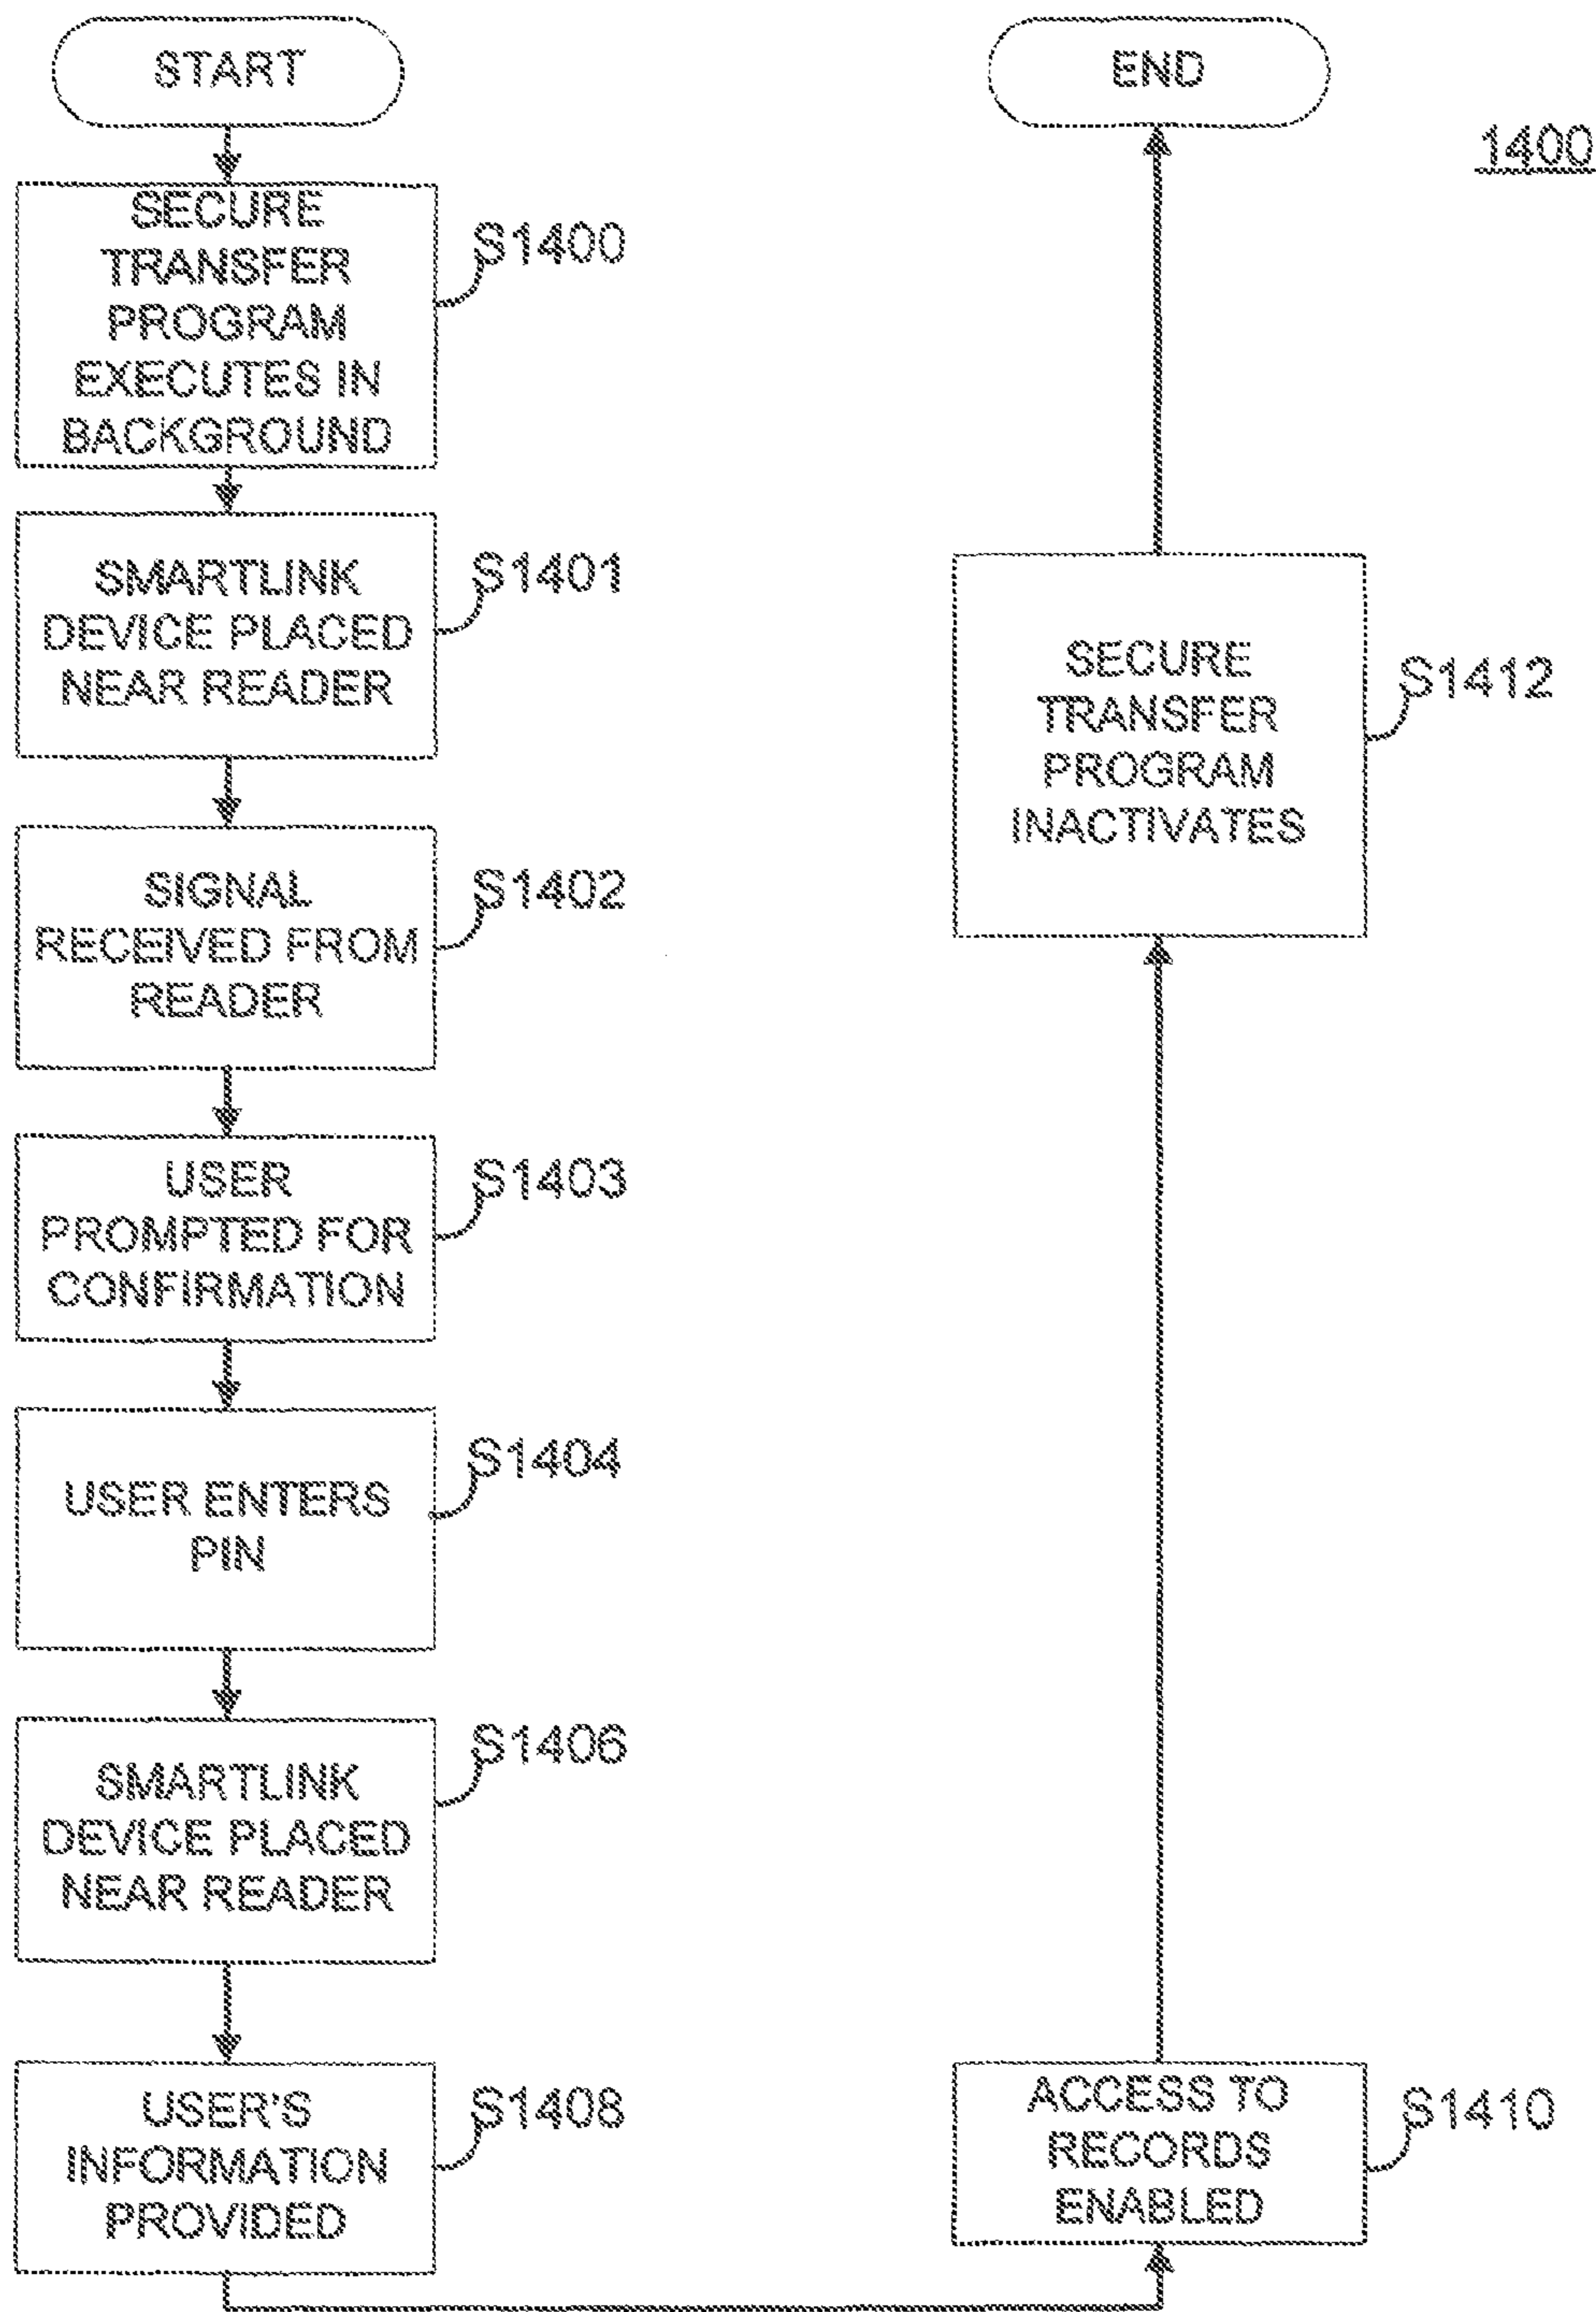 START
SECURE
TRANSFER
PROGRAM
EXECUTES IN
BACKGROUND
S1400
SMARTLINK
DEVICE PLACED
NEAR READER
S1401
SIGNAL
RECEIVED FROM
READER
S1402
USER
PROMPTED FOR
CONFIRMATION
S1403
USER ENTERS
PIN
S1404
SMARTLINK
DEVICE PLACED
NEAR READER
S1406
USER'S
INFORMATION
PROVIDED
S1408
ACCESS TO
RECORDS
ENABLED
S1410
SECURE
TRANSFER
PROGRAM
INACTIVATES
S1412
END
1400